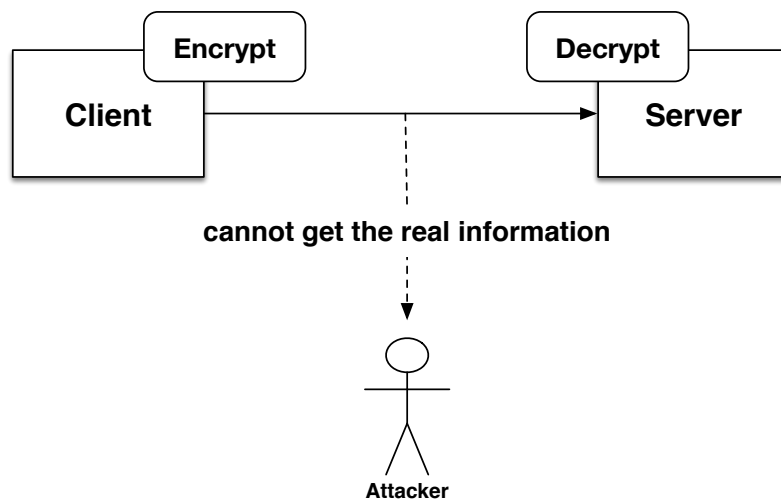 Encrypt
Decrypt
Client
Server
cannot get the real information
Attacker